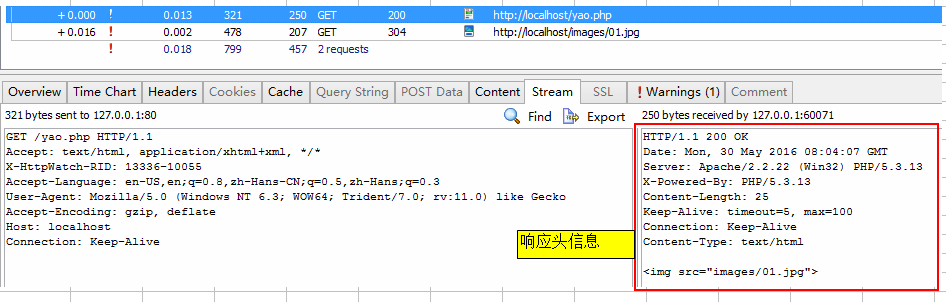 + 0.000 ! 0.013 321 250 GET 200 http://localhost/yao.php
+ 0.016 ! 0.002 478 207 GET 304 http://localhost/images/01.jpg
! 0.018 799 457 2 requests
Overview Time Chart Headers Cookies Cache Query String POST Data Content Stream SSL ! Warnings (1) Comment
321 bytes sent to 127.0.0.1:80 Find Export 250 bytes received by 127.0.0.1:60071
GET /yao.php HTTP/1.1
Accept: text/html, application/xhtml+xml, */*
X-HttpWatch-RID: 13336-10055
Accept-Language: en-US,en;q=0.8,zh-Hans-CN;q=0.5,zh-Hans;q=0.3
User-Agent: Mozilla/5.0 (Windows NT 6.3; WOW64; Trident/7.0; rv:11.0) like Gecko
Accept-Encoding: gzip, deflate
Host: localhost
Connection: Keep-Alive
响应头信息
HTTP/1.1 200 OK
Date: Mon, 30 May 2016 08:04:07 GMT
Server: Apache/2.2.22 (Win32) PHP/5.3.13
X-Powered-By: PHP/5.3.13
Content-Length: 25
Keep-Alive: timeout=5, max=100
Connection: Keep-Alive
Content-Type: text/html
<img src="images/01.jpg">